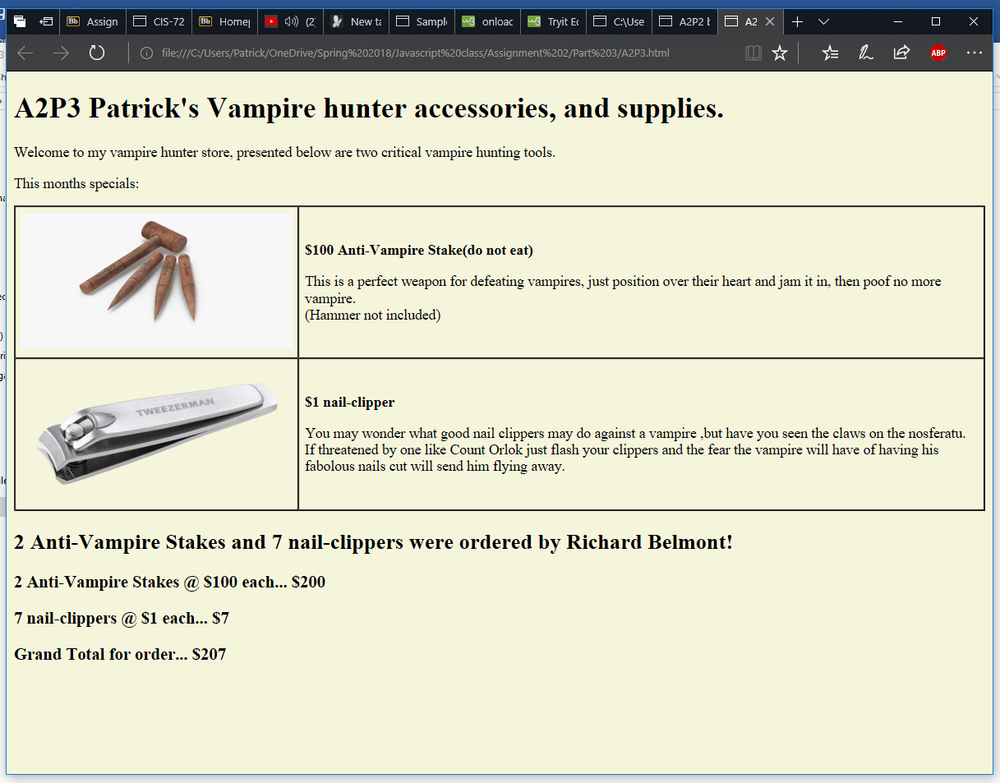 Assign
CIS-72
Home
(2
New ta
Sample
onloac
Tryit Ec
C:\Use
A2P2 b
A2
file:///C:/Users/Patrick/OneDrive/Spring%202018/Javascript%20class/Assignment%202/Part%203/A2P3.html
ABP
A2P3 Patrick's Vampire hunter accessories, and supplies.
Welcome to my vampire hunter store, presented below are two critical vampire hunting tools.
This months specials:
$100 Anti-Vampire Stake(do not eat)
This is a perfect weapon for defeating vampires, just position over their heart and jam it in, then poof no more
vampire.
(Hammer not included)
TWEEZERMAN
$1 nail-clipper
You may wonder what good nail clippers may do against a vampire ,but have you seen the claws on the nosferatu.
If threatened by one like Count Orlok just flash your clippers and the fear the vampire will have of having his
fabolous nails cut will send him flying away.
2 Anti-Vampire Stakes and 7 nail-clippers were ordered by Richard Belmont!
2 Anti-Vampire Stakes @ $100 each... $200
7 nail-clippers @ $1 each... $7
Grand Total for order... $207